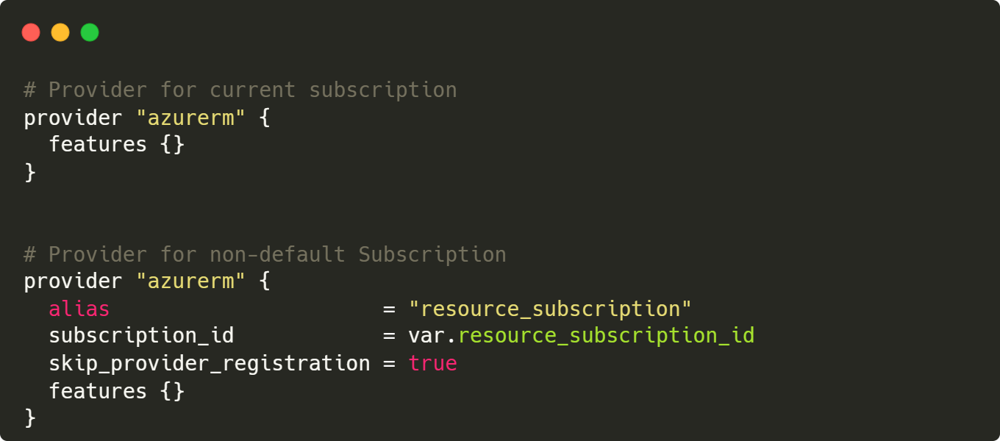 # Provider for current subscription
provider "azurerm" {
  features {}
}
# Provider for non-default Subscription
provider "azurerm" {
  alias                      = "resource_subscription"
  subscription_id            = var.resource_subscription_id
  skip_provider_registration = true
  features {}
}